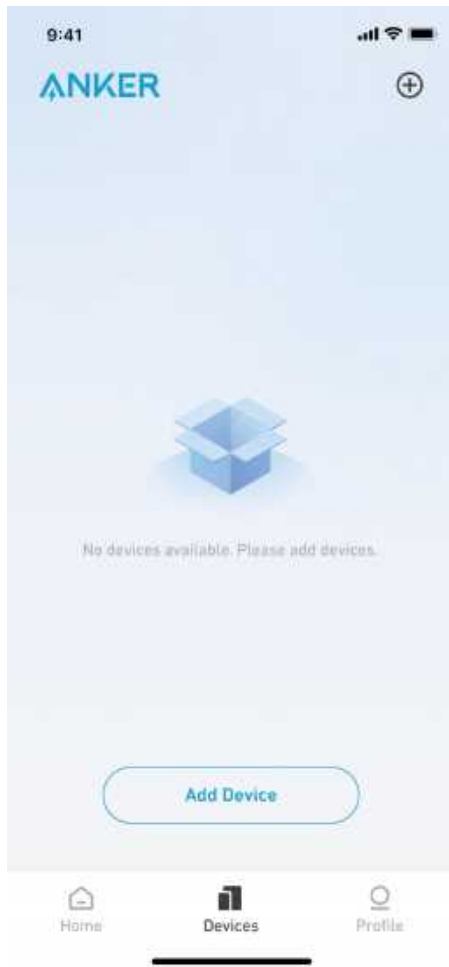 9:41
ANKER
No devices available. Please add devices.
Add Device
Home
Devices
Profile